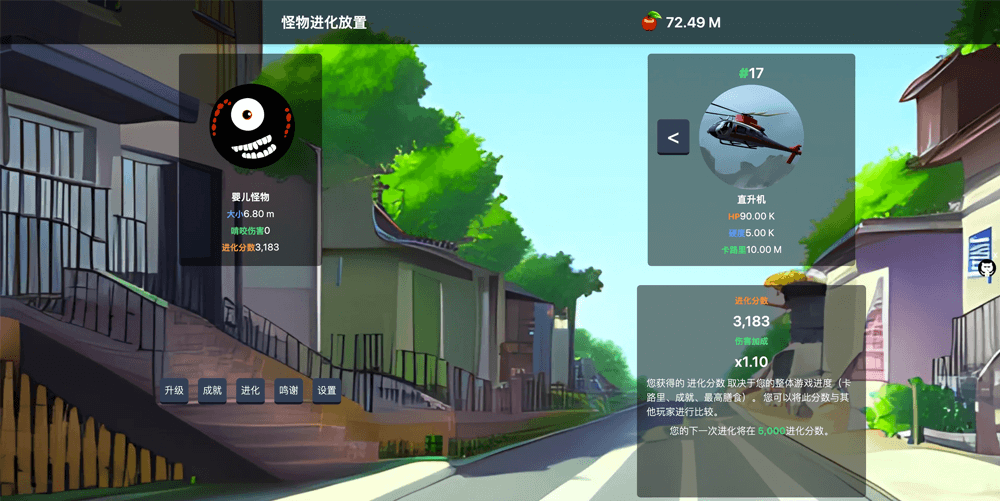 怪物进化放置
72.49 M
婴儿怪物
大小6.80 m
啃咬伤害0
进化分数3,183
#17
<
直升机
HP90.00 K
硬度5.00 K
卡路里10.00 M
进化分数
3,183
伤害加成
x1.10
您获得的 进化分数 取决于您的整体游戏进度（卡
路里、成就、最高膳食）。 您可以将此分数与其
他玩家进行比较。
您的下一次进化将在 5,000进化分数。
升级
成就
进化
鸣谢
设置